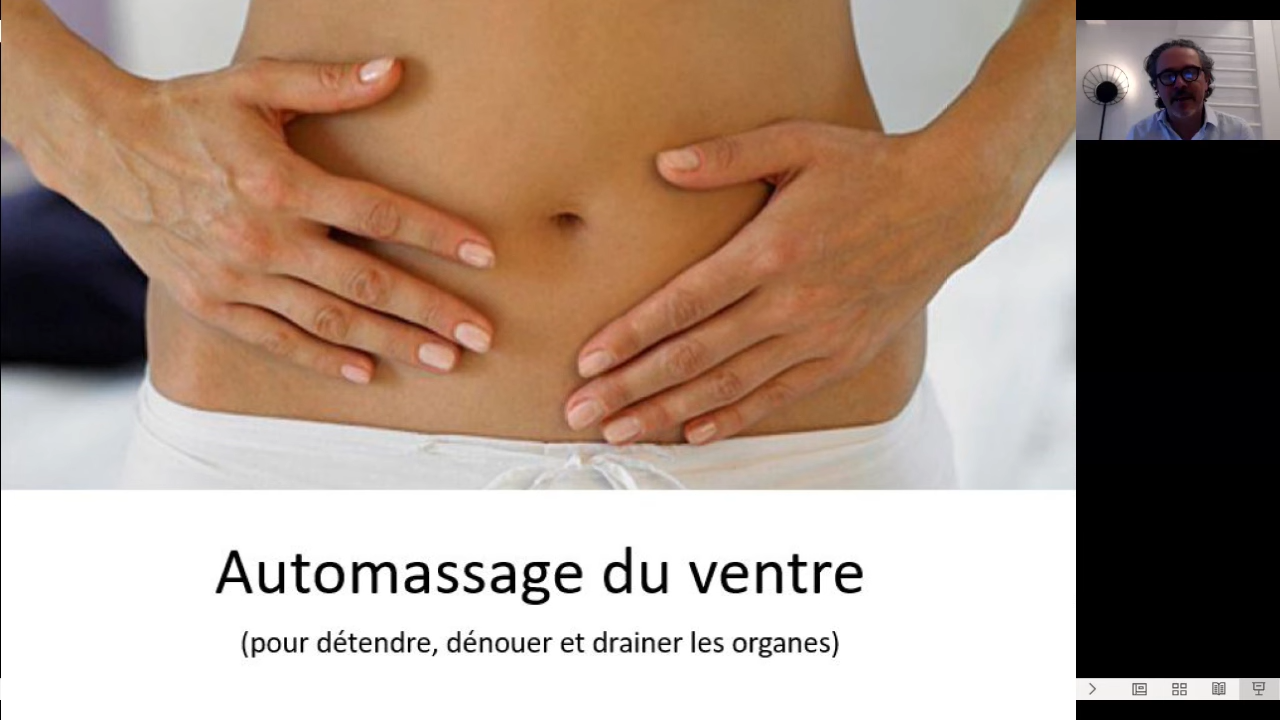 Automassage du ventre
(pour détendre, dénouer et drainer les organes)